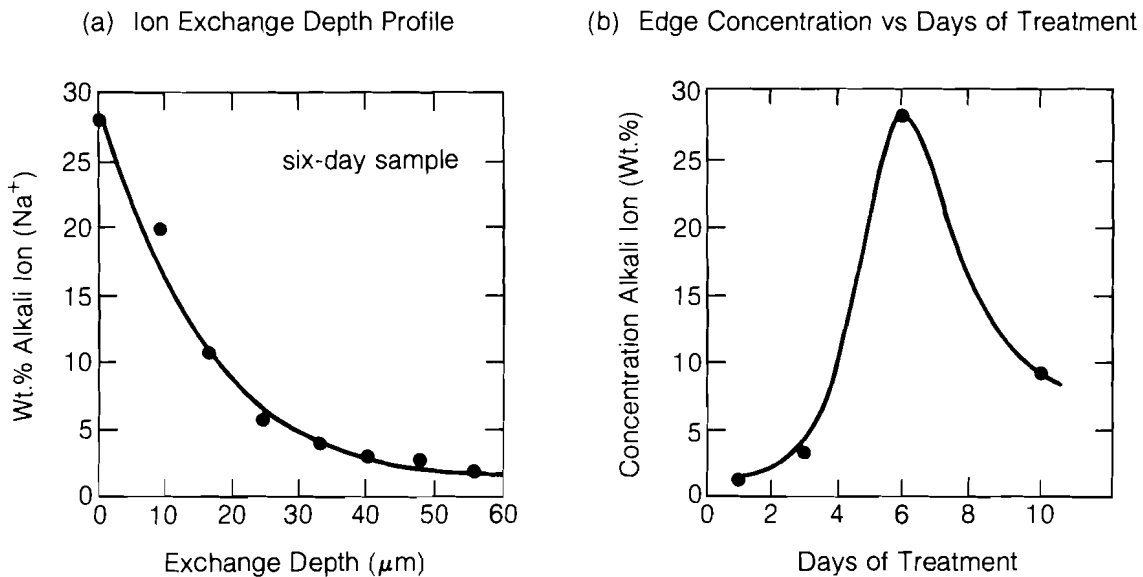 (a) Ion Exchange Depth Profile
30
25
20
15
10
5
0
Wt.% Alkali Ion (Na⁺)
six-day sample
0 10 20 30 40 50 60
Exchange Depth (μm)
(b) Edge Concentration vs Days of Treatment
30
25
20
15
10
5
0
Concentration Alkali Ion (Wt.%)
0 2 4 6 8 10
Days of Treatment